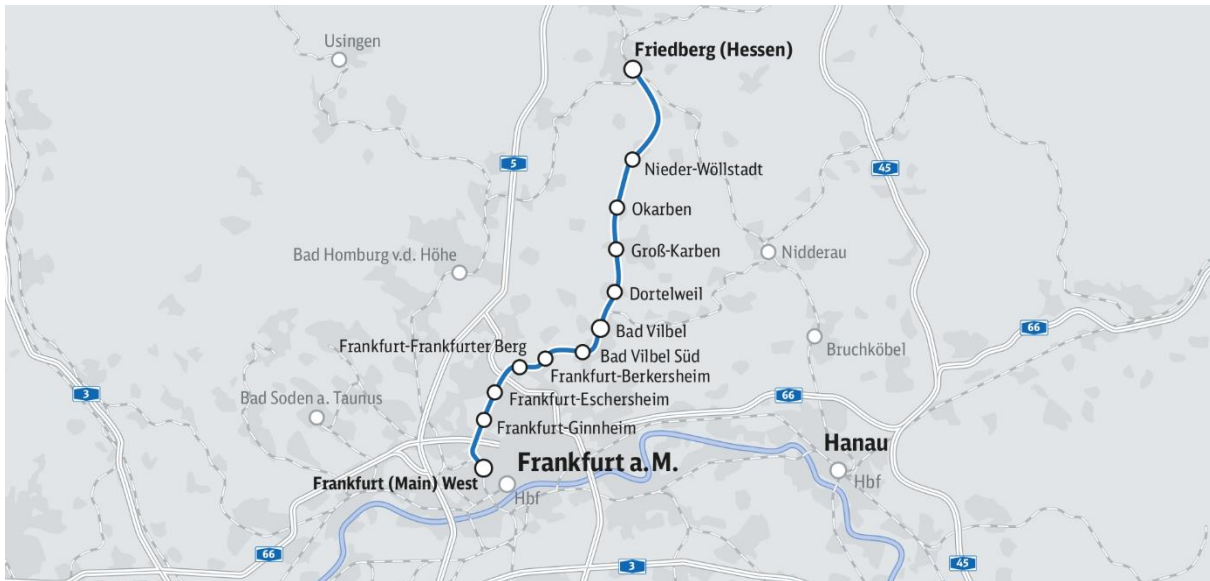 Usingen
Friedberg (Hessen)
5
Nieder-Wöllstadt
45
Okarben
Bad Homburg v.d. Höhe
Groß-Karben
Nidderau
Dortelweil
Bad Vilbel
66
Frankfurt-Frankfurter Berg
Bad Vilbel Süd
Bruchköbel
3
Frankfurt-Berkersheim
Bad Soden a. Taunus
Frankfurt-Eschersheim
66
Frankfurt-Ginnheim
Hanau
Frankfurt a.M.
Frankfurt (Main) West
Hbf
Hbf
66
3
45